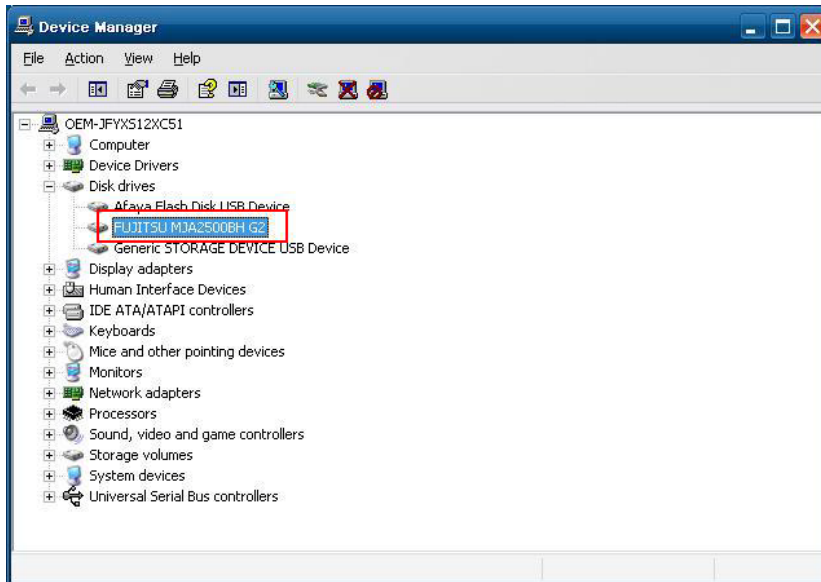 Device Manager
File Action View Help
OEM-JFYXS12XC51
Computer
Device Drivers
Disk drives
Afaya Flash Disk USB Device
FUJITSU MJA2500BH G2
Generic STORAGE DEVICE USB Device
Display adapters
Human Interface Devices
IDE ATA/ATAPI controllers
Keyboards
Mice and other pointing devices
Monitors
Network adapters
Processors
Sound, video and game controllers
Storage volumes
System devices
Universal Serial Bus controllers